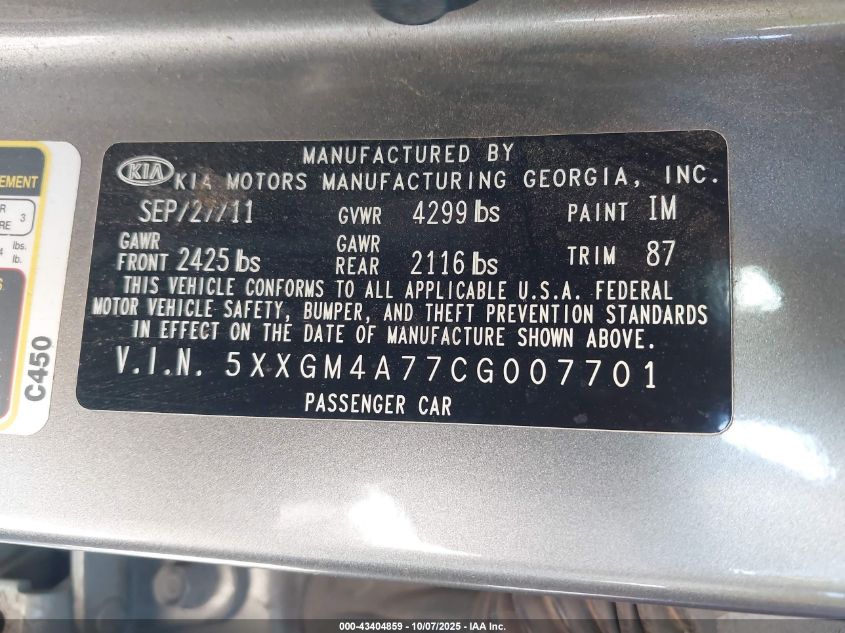 MANUFACTURED BY
KIA KIA MOTORS MANUFACTURING GEORGIA, INC.
SEP/27/11 GVWR 4299 lbs PAINT IM
GAWR FRONT 2425 lbs GAWR REAR 2116 lbs TRIM 87
THIS VEHICLE CONFORMS TO ALL APPLICABLE U.S.A. FEDERAL
MOTOR VEHICLE SAFETY, BUMPER, AND THEFT PREVENTION STANDARDS
IN EFFECT ON THE DATE OF MANUFACTURE SHOWN ABOVE.
V.I.N. 5XXGM4A77CG007701
PASSENGER CAR
3
lbs.
lb.
C450
000-43404859 - 10/07/2025 - IAA Inc.